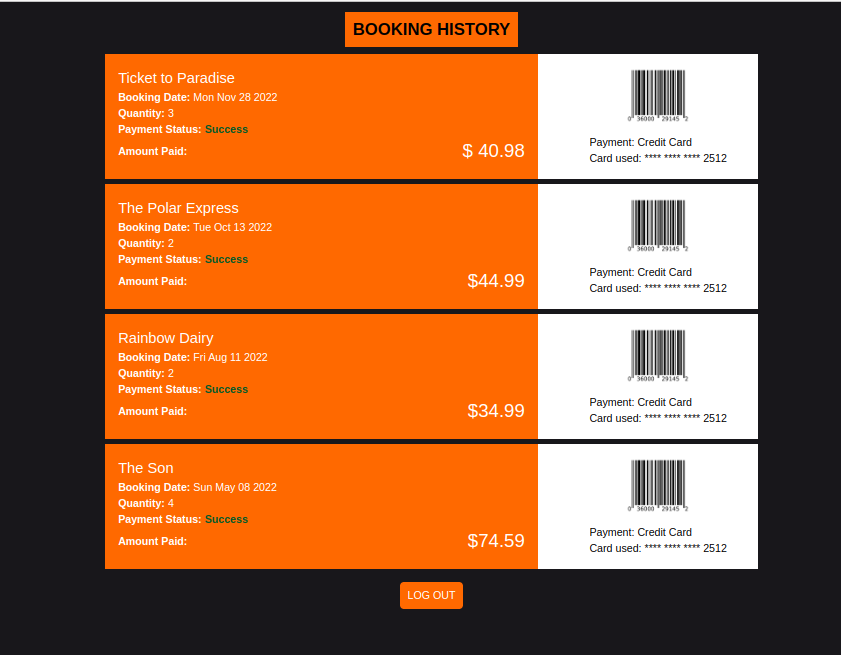 BOOKING HISTORY
Ticket to Paradise
Booking Date: Mon Nov 28 2022
Quantity: 3
Payment Status: Success
Amount Paid:
$ 40.98
0 36000 29145 2
Payment: Credit Card
Card used: **** **** **** 2512
The Polar Express
Booking Date: Tue Oct 13 2022
Quantity: 2
Payment Status: Success
Amount Paid:
$44.99
0 36000 29145 2
Payment: Credit Card
Card used: **** **** **** 2512
Rainbow Dairy
Booking Date: Fri Aug 11 2022
Quantity: 2
Payment Status: Success
Amount Paid:
$34.99
0 36000 29145 2
Payment: Credit Card
Card used: **** **** **** 2512
The Son
Booking Date: Sun May 08 2022
Quantity: 4
Payment Status: Success
Amount Paid:
$74.59
0 36000 29145 2
Payment: Credit Card
Card used: **** **** **** 2512
LOG OUT